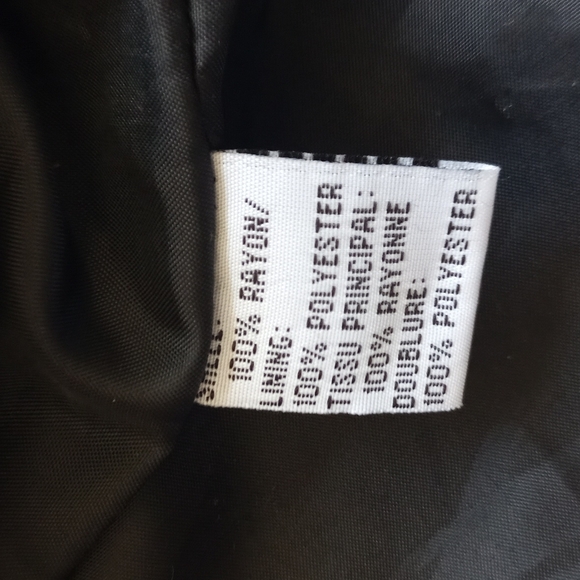 100% RAYON/
LINING:
100% POLYESTER
TISSU PRINCIPAL:
100% RAYONNE
DOUBLURE:
100% POLYESTER